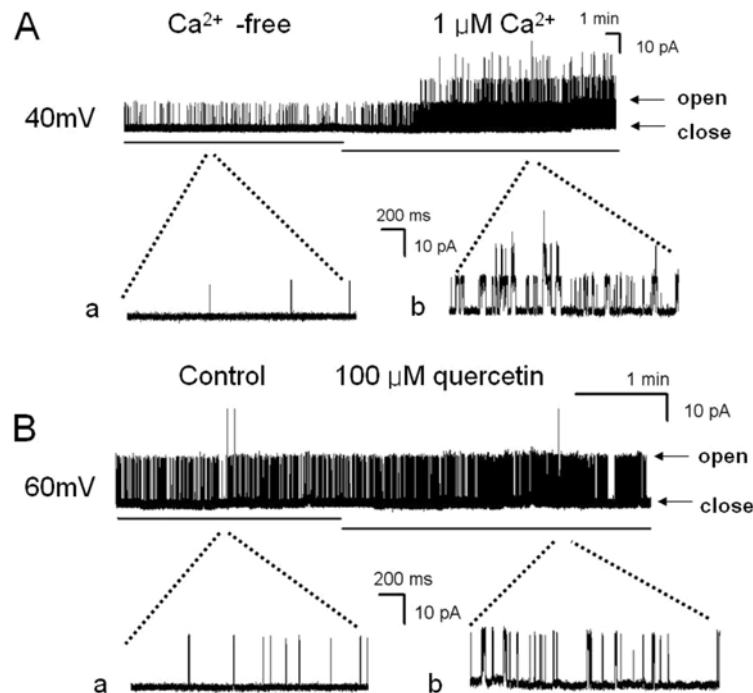 A
Ca²⁺ -free
1 µM Ca²⁺
1 min
10 pA
open
40mV
close
200 ms
10 pA
a
b
Control
100 µM quercetin
1 min
10 pA
B
open
60mV
close
200 ms
10 pA
a
b